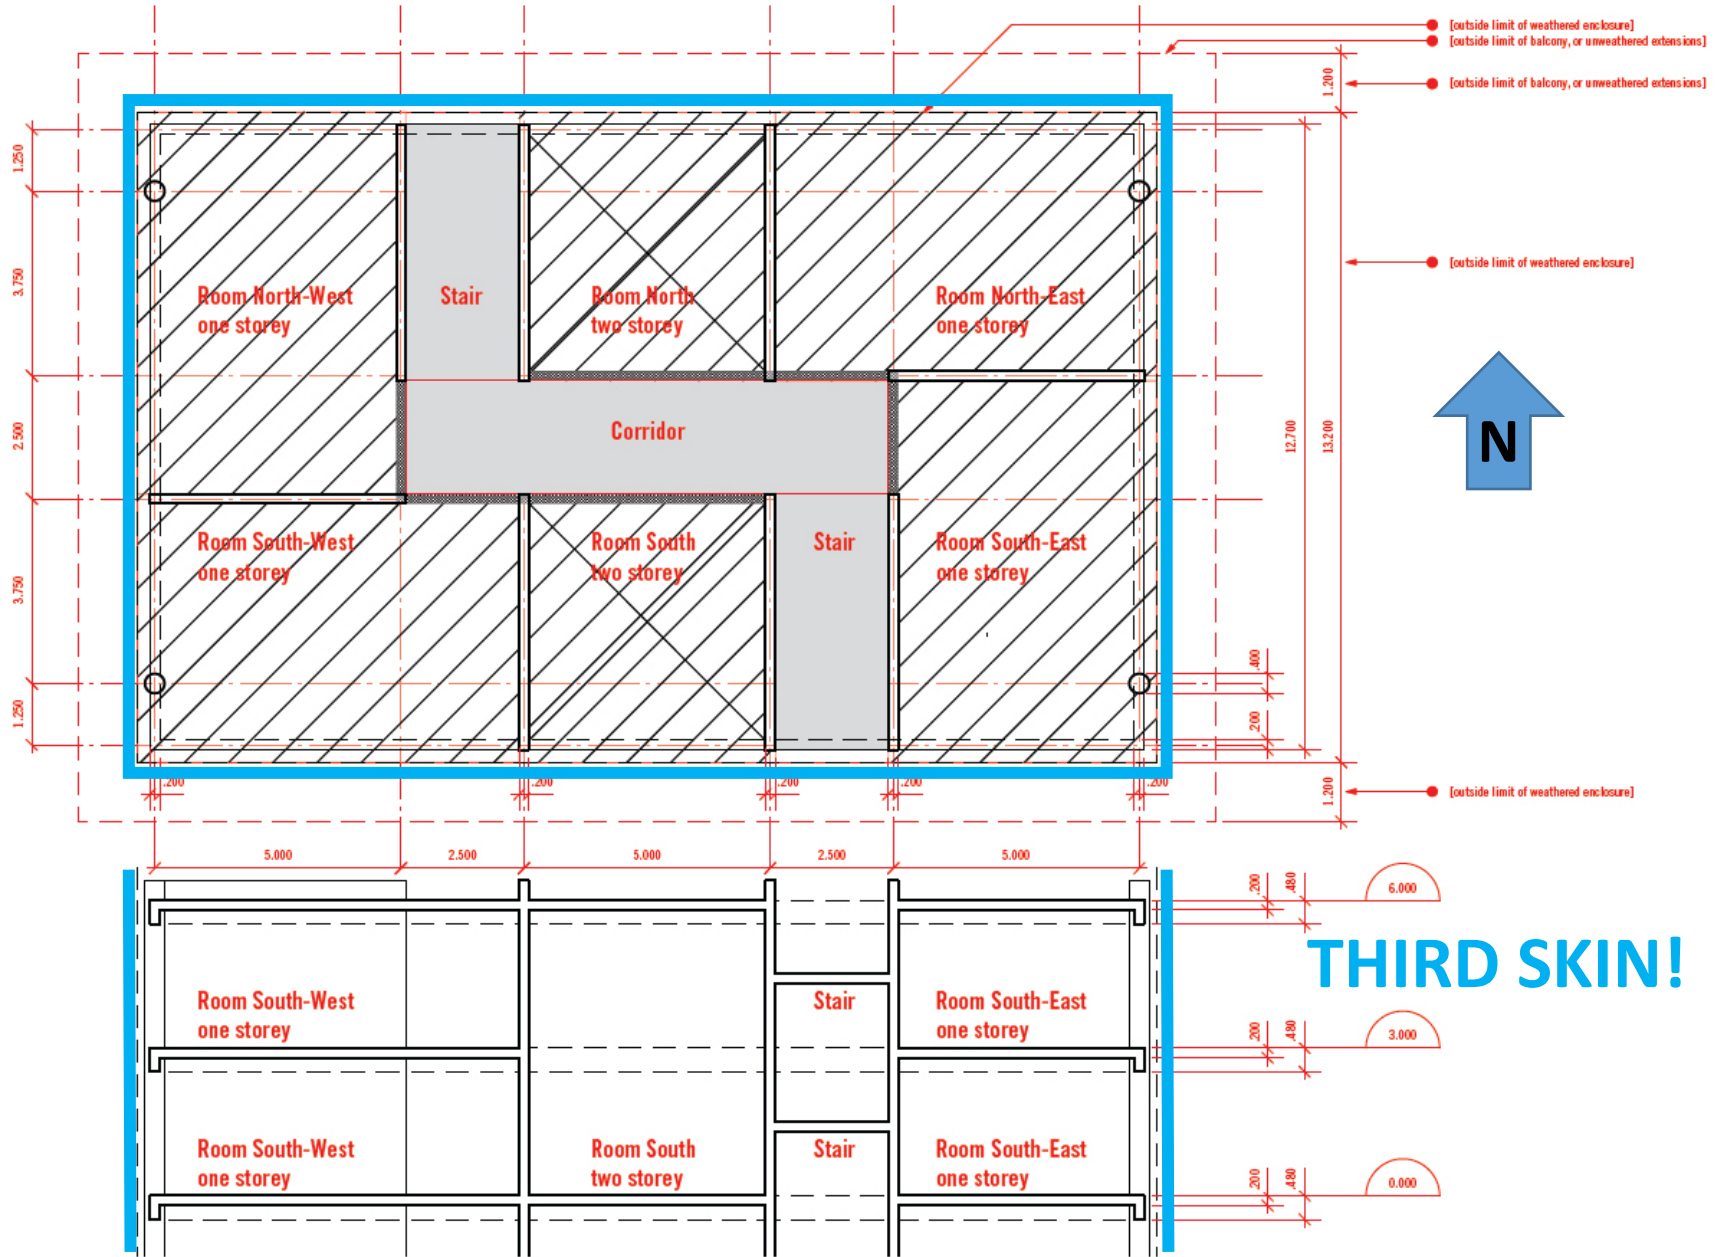 [outside limit of weathered enclosure]
[outside limit of balcony, or unweathered extensions]
1.200
[outside limit of balcony, or unweathered extensions]
1.250
3.750
2.500
3.750
1.250
Room North-West
one storey
Stair
Room North
two storey
Room North-East
one storey
[outside limit of weathered enclosure]
12.700
13.200
N
Corridor
Room South-West
one storey
Room South
two storey
Stair
Room South-East
one storey
.400
.200
.200
.200
.200
.200
.200
1.200
[outside limit of weathered enclosure]
5.000
2.500
5.000
2.500
5.000
.200
.480
6.000
THIRD SKIN!
Room South-West
one storey
Stair
Room South-East
one storey
.200
.480
3.000
Room South-West
one storey
Room South
two storey
Stair
Room South-East
one storey
.200
.480
0.000